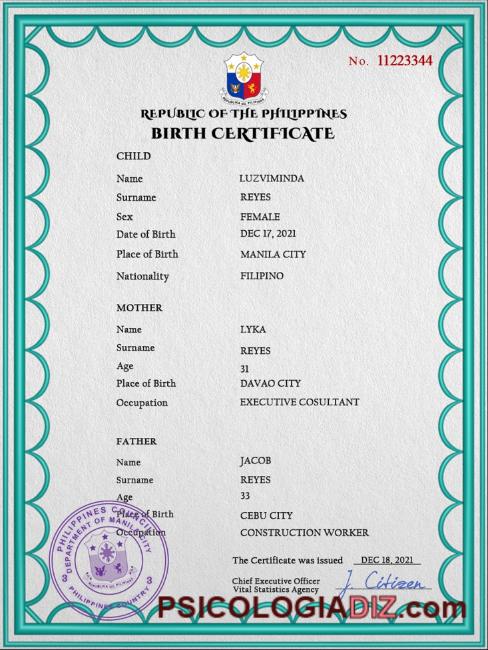 No. 11223344
REPUBLIC OF THE PHILIPPINES
BIRTH CERTIFICATE
CHILD
Name LUZVIMINDA
Surname REYES
Sex FEMALE
Date of Birth DEC 17, 2021
Place of Birth MANILA CITY
Nationality FILIPINO
MOTHER
Name LYKA
Surname REYES
Age 31
Place of Birth DAVAO CITY
Occupation EXECUTIVE COSULTANT
FATHER
Name JACOB
Surname REYES
Age 33
Place of Birth CEBU CITY
Occupation CONSTRUCTION WORKER
The Certificate was issued DEC 18, 2021
Chief Executive Officer
Vital Statistics Agency
J. Citizen
PHILIPPINES COUNCIL
DEPARTMENT OF MANILA CITY
3 3
PHILIPPINES COUNTRY
PSICOLOGIADIZ.com